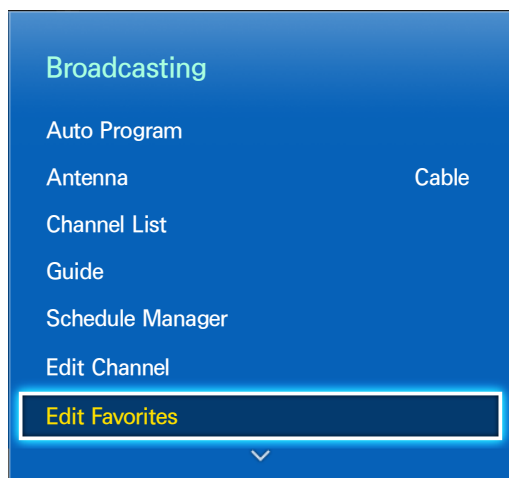 Broadcasting
Auto Program
Antenna Cable
Channel List
Guide
Schedule Manager
Edit Channel
Edit Favorites